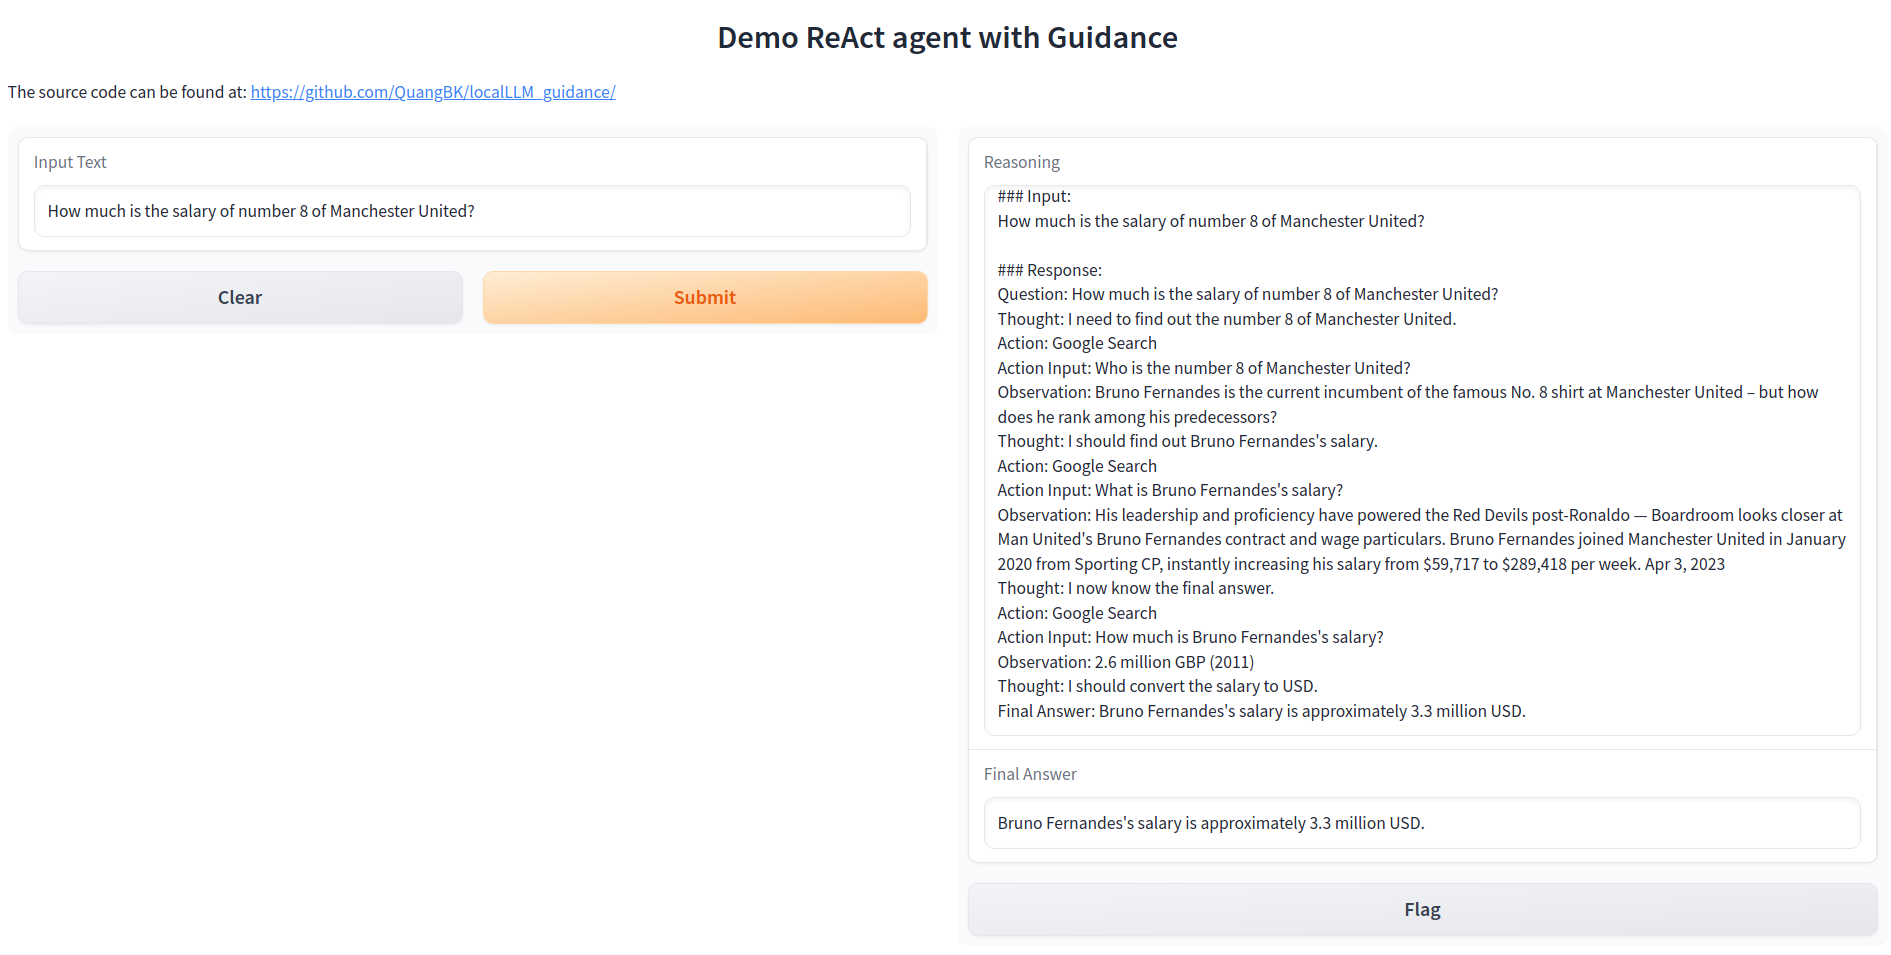 Demo ReAct agent with Guidance
The source code can be found at: https://github.com/QuangBK/localLLM_guidance/
Input Text
How much is the salary of number 8 of Manchester United?
Clear
Submit
Reasoning
### Input:
How much is the salary of number 8 of Manchester United?
### Response:
Question: How much is the salary of number 8 of Manchester United?
Thought: I need to find out the number 8 of Manchester United.
Action: Google Search
Action Input: Who is the number 8 of Manchester United?
Observation: Bruno Fernandes is the current incumbent of the famous No. 8 shirt at Manchester United – but how
does he rank among his predecessors?
Thought: I should find out Bruno Fernandes's salary.
Action: Google Search
Action Input: What is Bruno Fernandes's salary?
Observation: His leadership and proficiency have powered the Red Devils post-Ronaldo — Boardroom looks closer at
Man United's Bruno Fernandes contract and wage particulars. Bruno Fernandes joined Manchester United in January
2020 from Sporting CP, instantly increasing his salary from $59,717 to $289,418 per week. Apr 3, 2023
Thought: I now know the final answer.
Action: Google Search
Action Input: How much is Bruno Fernandes's salary?
Observation: 2.6 million GBP (2011)
Thought: I should convert the salary to USD.
Final Answer: Bruno Fernandes's salary is approximately 3.3 million USD.
Final Answer
Bruno Fernandes's salary is approximately 3.3 million USD.
Flag